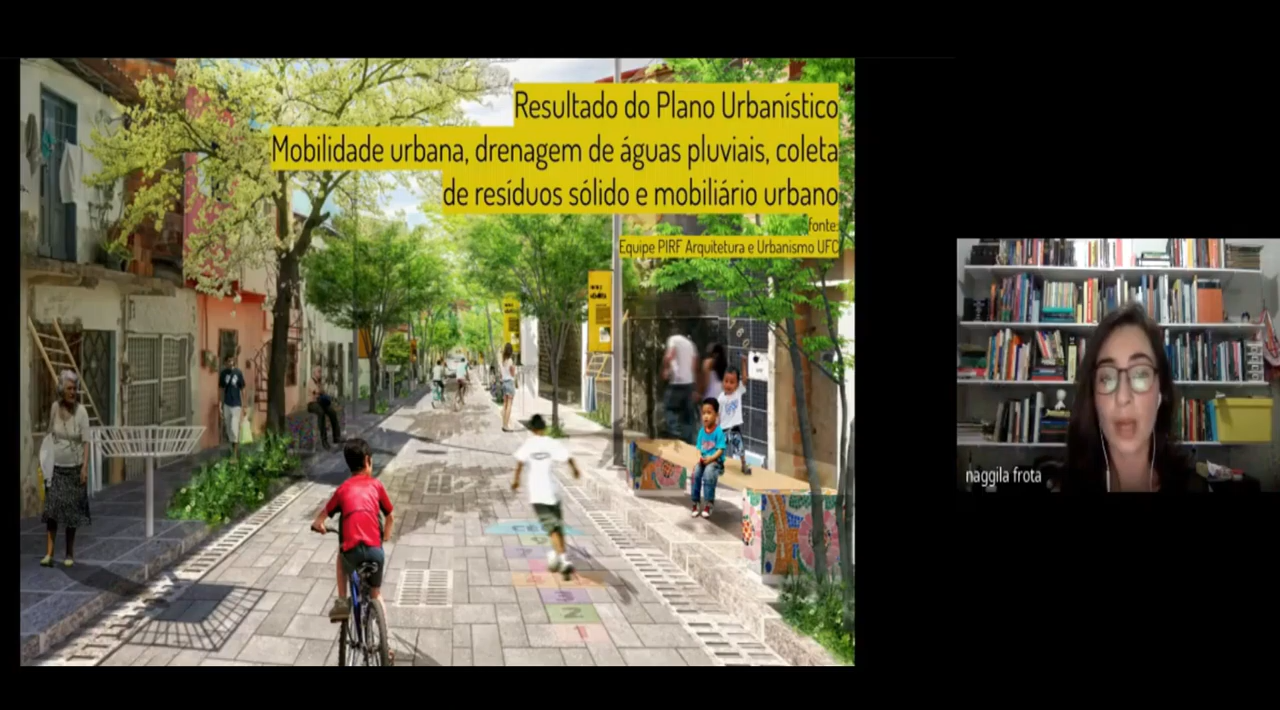 Resultado do Plano Urbanístico
Mobilidade urbana, drenagem de águas pluviais, coleta
de resíduos sólido e mobiliário urbano
fonte:
Equipe PIRF Arquitetura e Urbanismo UFC
naggila frota